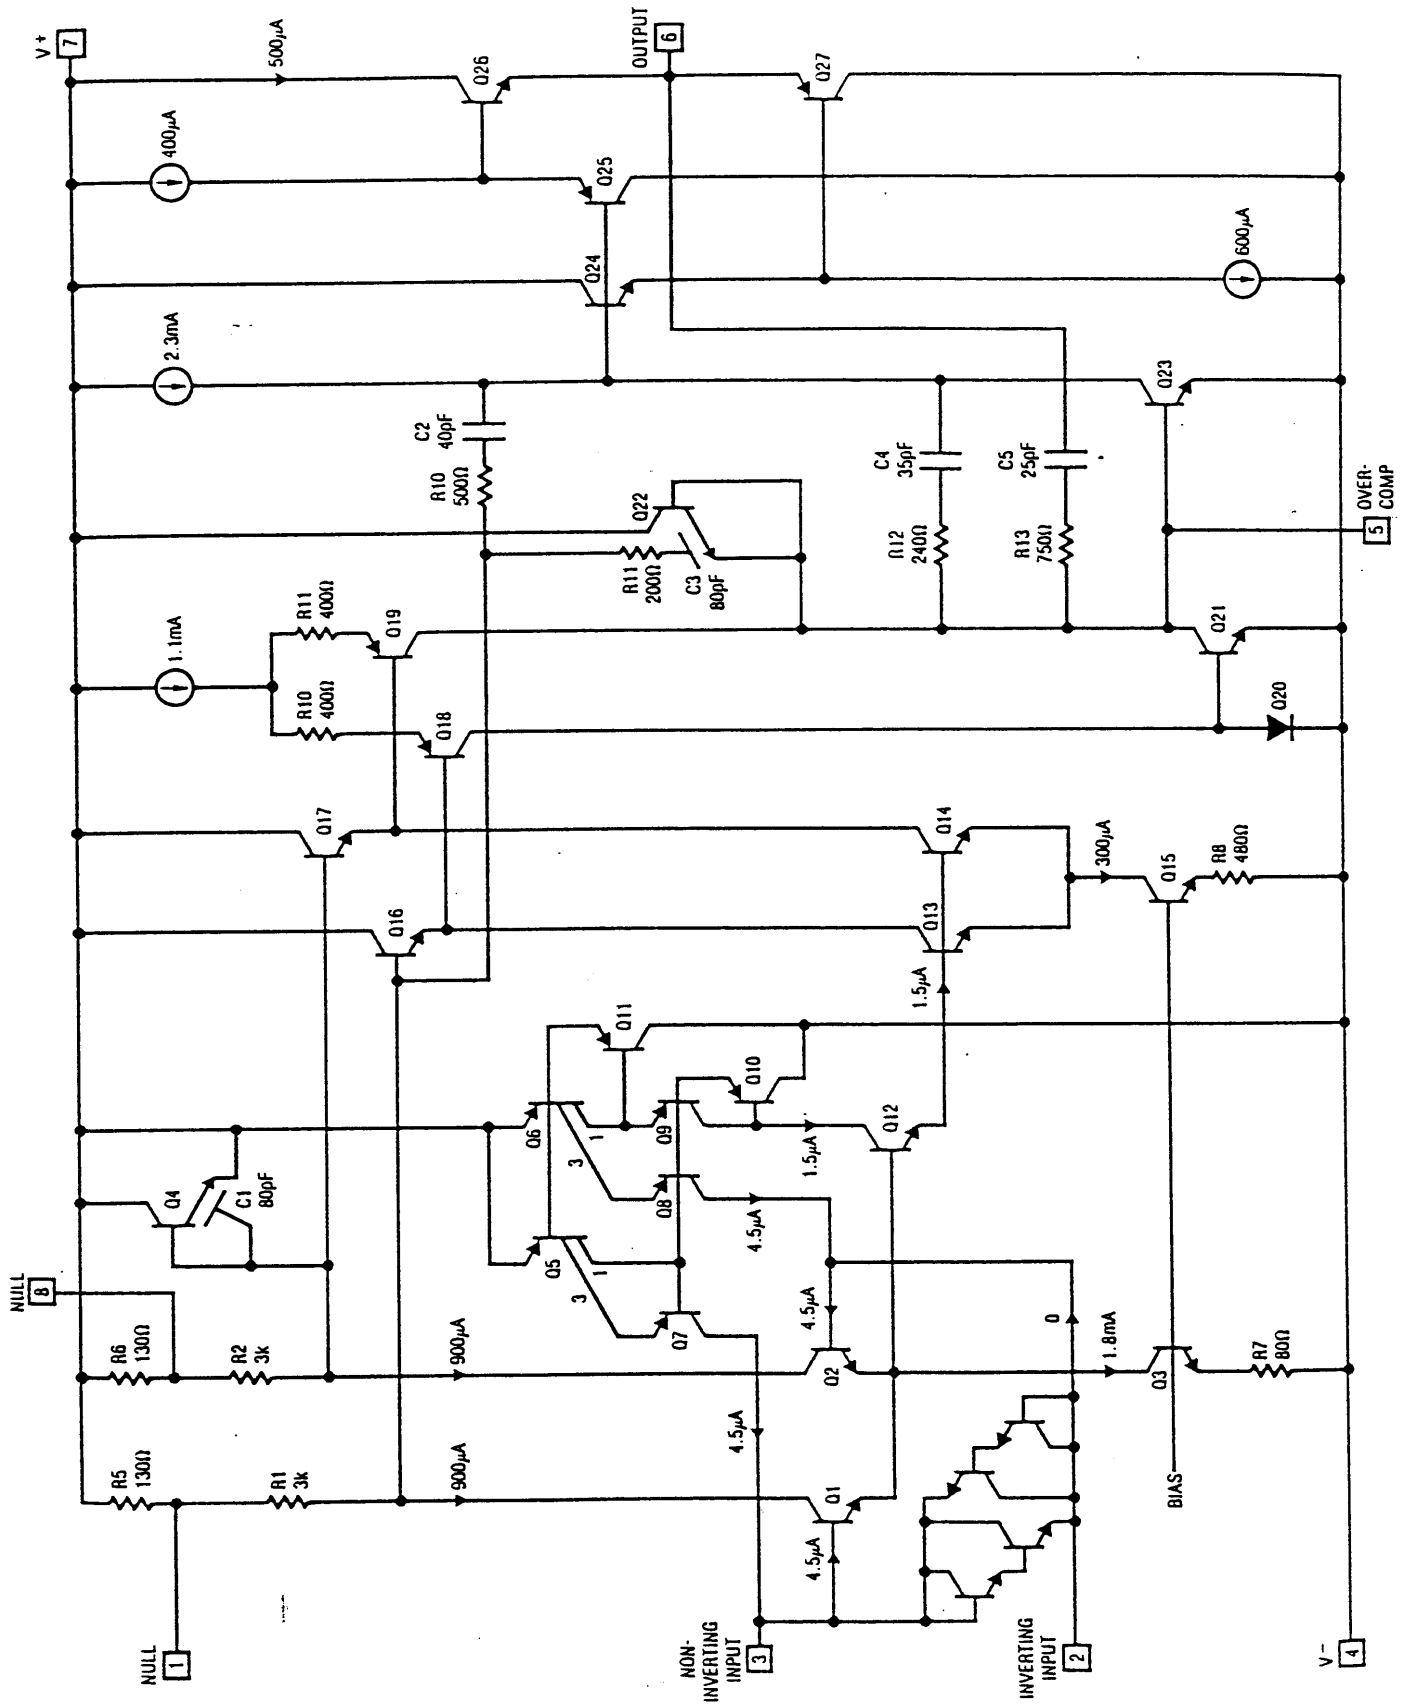 V+
7
500µA
Q26
OUTPUT
6
Q27
400µA
Q25
Q24
600µA
2.3mA
C2
40pF
R10
500Ω
Q22
R11
200Ω
C3
80pF
C4
35pF
R12
240Ω
C5
25pF
R13
750Ω
Q23
5
OVER-
COMP
1.1mA
R11
400Ω
R10
400Ω
Q19
Q18
Q21
Q20
Q17
Q16
Q14
Q13
1.5µA
300µA
Q15
R8
480Ω
Q11
Q10
Q6
1
3
Q9
Q8
1.5µA
Q12
4.5µA
Q4
C1
80pF
Q5
1
3
Q7
NULL
8
R6
130Ω
R2
3k
900µA
4.5µA
Q2
0
1.8mA
Q3
R7
80Ω
R5
130Ω
R1
3k
900µA
4.5µA
Q1
4.5µA
BIAS
NULL
1
NON-
INVERTING
INPUT
3
INVERTING
INPUT
2
V-
4